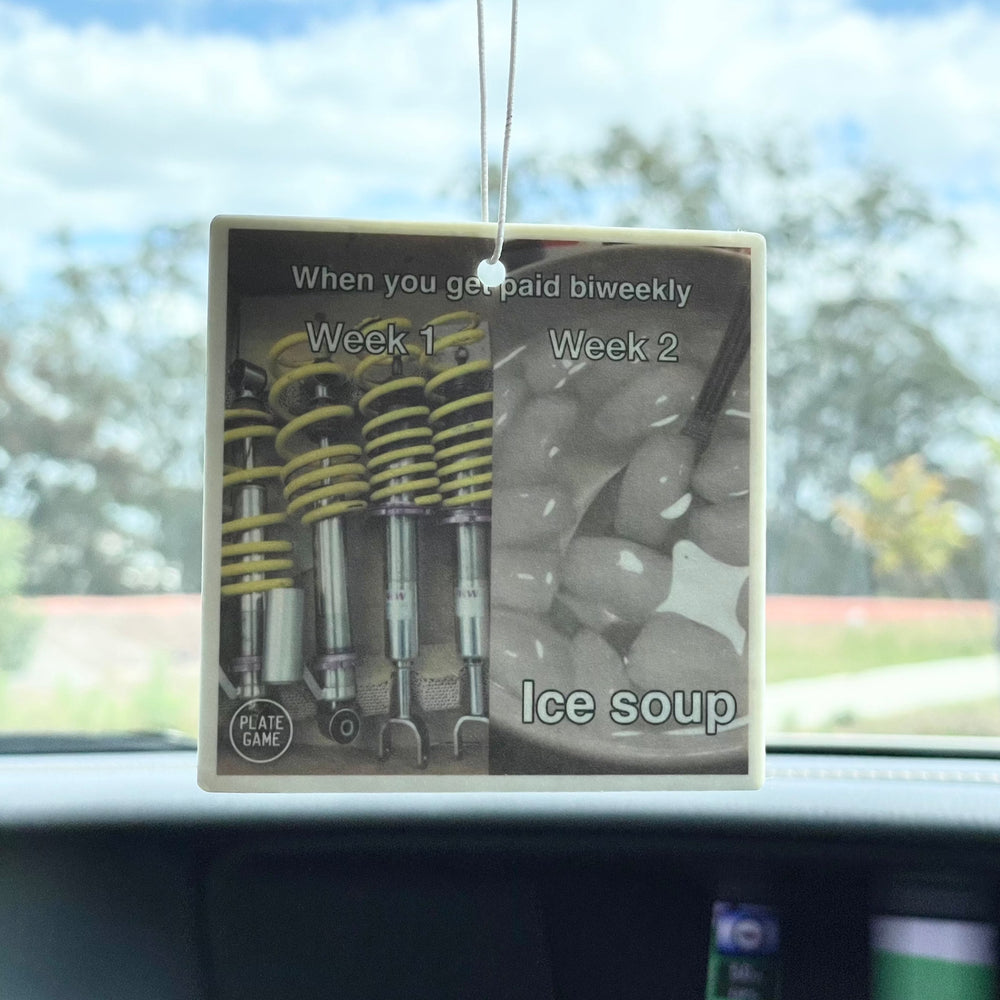 When you get paid biweekly
Week 1
Week 2
Ice soup
PLATE
GAME